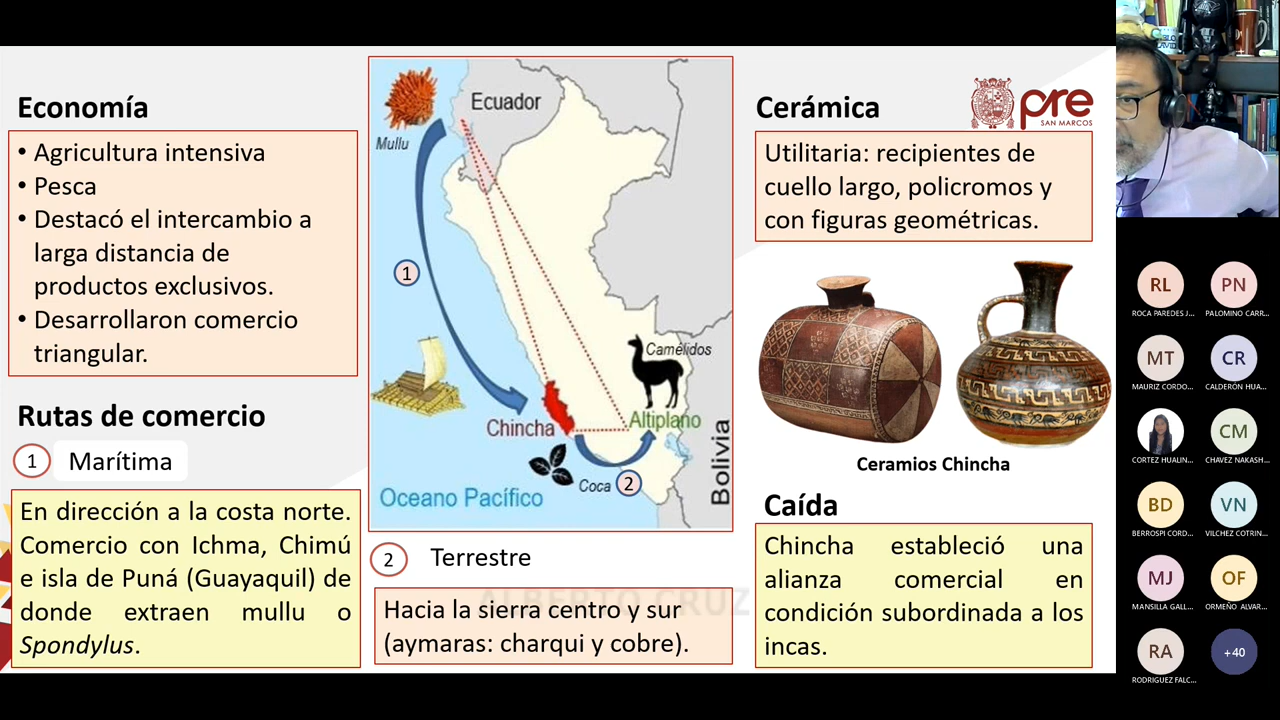 Economía
• Agricultura intensiva
• Pesca
• Destacó el intercambio a
larga distancia de
productos exclusivos.
• Desarrollaron comercio
triangular.
Rutas de comercio
1 Marítima
En dirección a la costa norte.
Comercio con Ichma, Chimú
e isla de Puná (Guayaquil) de
donde extraen mullu o
Spondylus.
Mullu
Ecuador
1
Camélidos
Altiplano
Chincha
Bolivia
Coca 2
Oceano Pacífico
2 Terrestre
ALBERTO CRUZ
Hacia la sierra centro y sur
(aymaras: charqui y cobre).
Cerámica
pre
SAN MARCOS
Utilitaria: recipientes de
cuello largo, policromos y
con figuras geométricas.
Ceramios Chincha
Caída
Chincha estableció una
alianza comercial en
condición subordinada a los
incas.
RL PN
ROCA PAREDES J... PALOMINO CARR...
MT CR
MAURIZ CORDO... CALDERÓN HUA...
CM
CORTEZ HUALIN... CHAVEZ NAKASH...
BD VN
BERROSPI CORD... VILCHEZ COTRIN...
MJ OF
MANSILLA GALL... ORMEÑO ALVAR...
RA +40
RODRIGUEZ FALC...